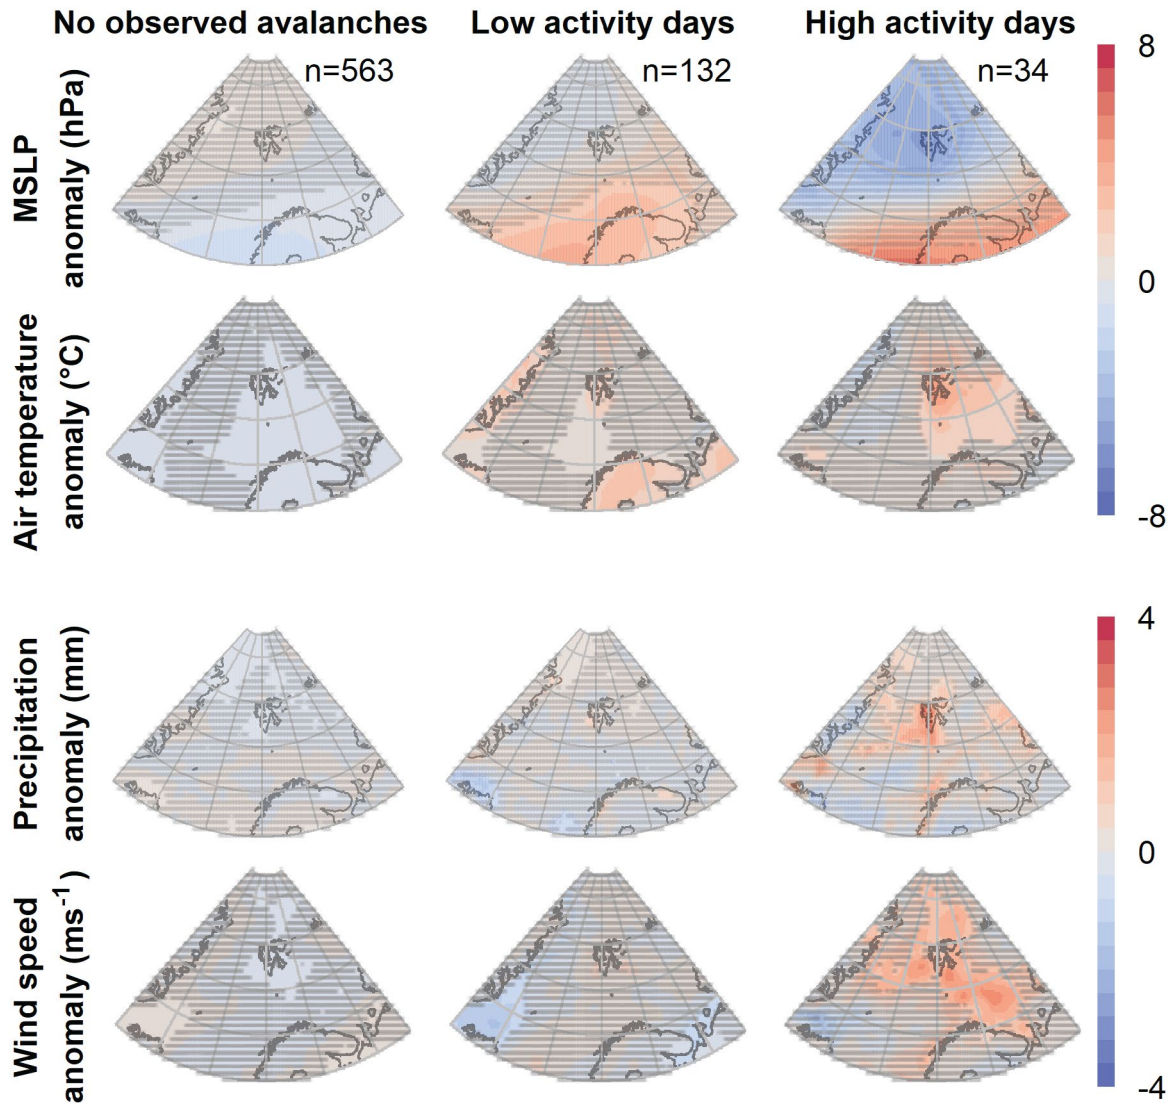 No observed avalanches
Low activity days
High activity days
n=563
n=132
n=34
MSLP
anomaly (hPa)
8
0
-8
Air temperature
anomaly (°C)
Precipitation
anomaly (mm)
4
0
-4
Wind speed
anomaly (ms⁻¹)